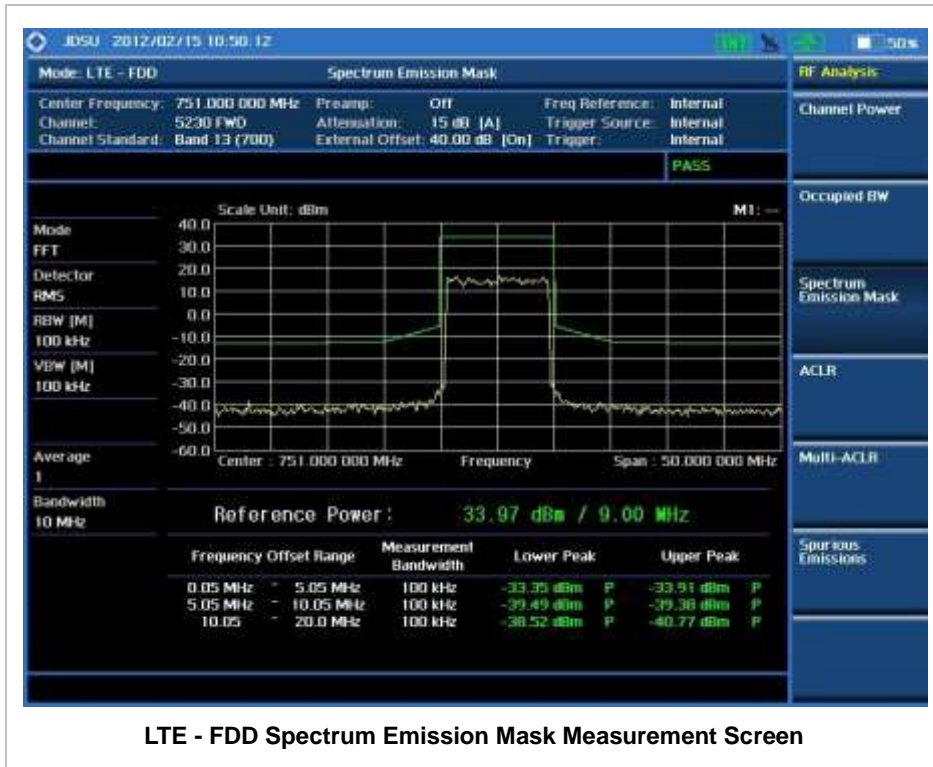 JDSU 2012/02/15 10:50:12
50%
Mode: LTE - FDD Spectrum Emission Mask
RF Analysis
Center Frequency: 751.000 000 MHz Preamp: Off Freq Reference: Internal
Channel: 5230 FWD Attenuation: 15 dB [A] Trigger Source: Internal
Channel Standard: Band 13 (700) External Offset: 40.00 dB [On] Trigger: Internal
PASS
Channel Power
Occupied BW
Spectrum
Emission Mask
ACLR
Multi-ACLR
Spurious
Emissions
Scale Unit: dBm M1: --
Mode
FFT
Detector
RMS
RBW [M]
100 kHz
VBW [M]
100 kHz
Average
1
Bandwidth
10 MHz
40.0
30.0
20.0
10.0
0.0
-10.0
-20.0
-30.0
-40.0
-50.0
-60.0
Center : 751.000 000 MHz Frequency Span : 50.000 000 MHz
Reference Power: 33.97 dBm / 9.00 MHz
Frequency Offset Range Measurement Bandwidth Lower Peak Upper Peak
0.05 MHz ~ 5.05 MHz 100 kHz -33.35 dBm P -33.91 dBm P
5.05 MHz ~ 10.05 MHz 100 kHz -39.49 dBm P -39.38 dBm P
10.05 ~ 20.0 MHz 100 kHz -38.52 dBm P -40.77 dBm P
LTE - FDD Spectrum Emission Mask Measurement Screen